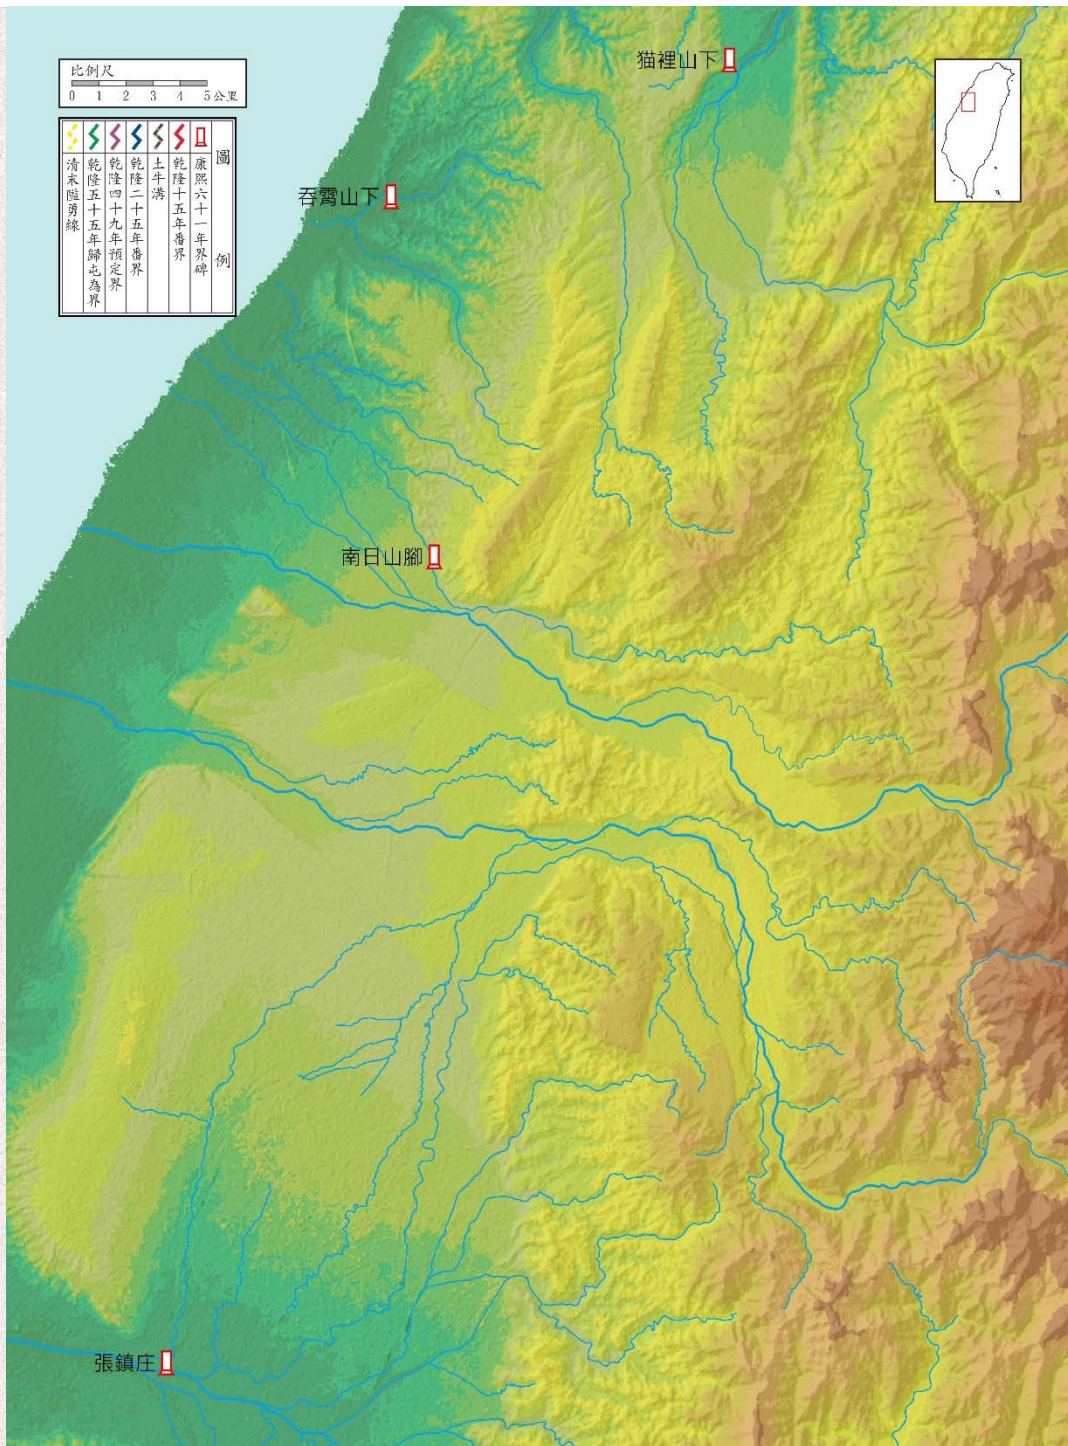 比例尺
0 1 2 3 4 5公里
圖例
康熙六十一年界碑
乾隆十五年番界
土牛溝
乾隆二十五年番界
乾隆四十九年預定界
乾隆五十五年歸屯為界
清末隘勇線
猫裡山下
吞霄山下
南日山腳
張鎮庄